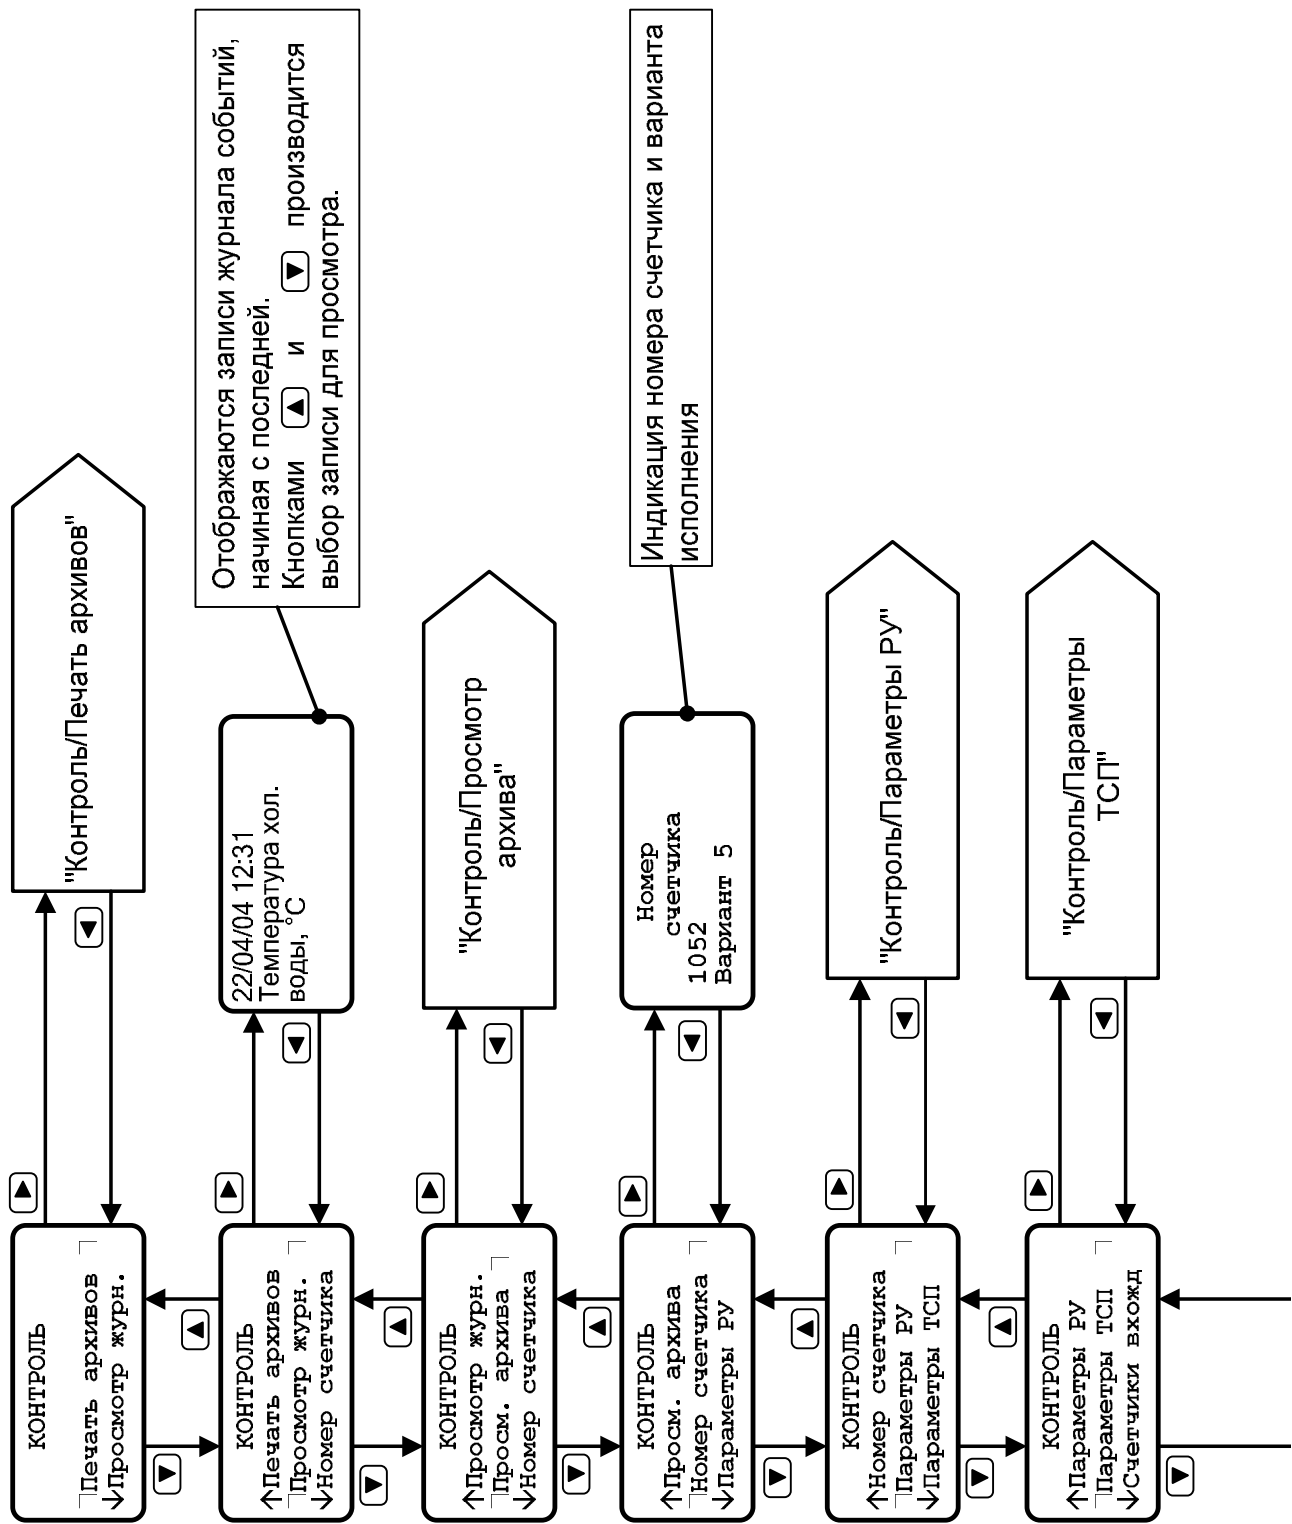 КОНТРОЛЬ
Печать архивов
↓Просмотр журн.
"Контроль/Печать архивов"
КОНТРОЛЬ
↑Печать архивов
Просмотр журн.
↓Номер счетчика
22/04/04 12:31
Температура хол.
воды, °С
Отображаются записи журнала событий,
начиная с последней.
Кнопками ▲ и ▼ производится
выбор записи для просмотра.
КОНТРОЛЬ
↑Просмотр журн.
Просм. архива
↓Номер счетчика
"Контроль/Просмотр
архива"
КОНТРОЛЬ
↑Просм. архива
Номер счетчика
↓Параметры РУ
Номер
счетчика
1052
Вариант 5
Индикация номера счетчика и варианта
исполнения
КОНТРОЛЬ
↑Номер счетчика
Параметры РУ
↓Параметры ТСП
"Контроль/Параметры РУ"
КОНТРОЛЬ
↑Параметры РУ
Параметры ТСП
↓Счетчики вхожд
"Контроль/Параметры
ТСП"